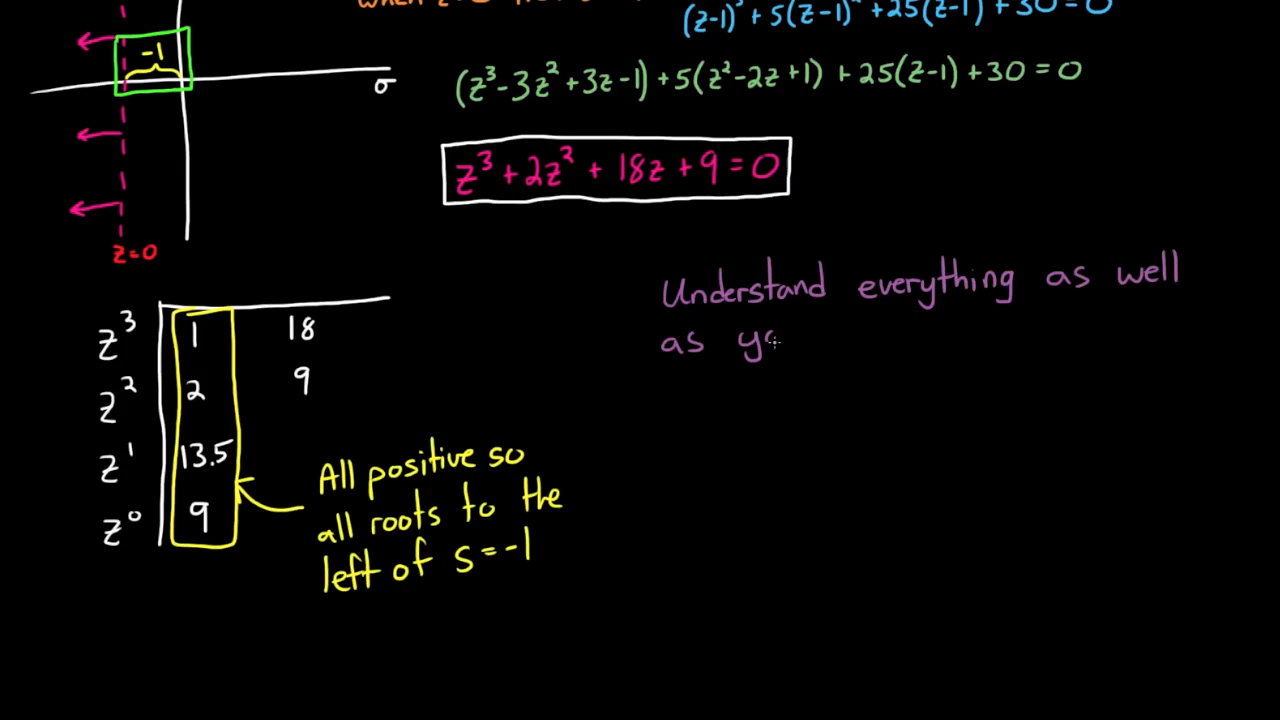 (z-1)³ + 5(z-1)² + 25(z-1) + 30 = 0
-1
σ
(z³ - 3z² + 3z - 1) + 5(z² - 2z + 1) + 25(z-1) + 30 = 0
z³ + 2z² + 18z + 9 = 0
z=0
Understand everything as well
as yo
z³ 1 18
z² 2 9
z¹ 13.5
z⁰ 9
All positive so
all roots to the
left of s=-1